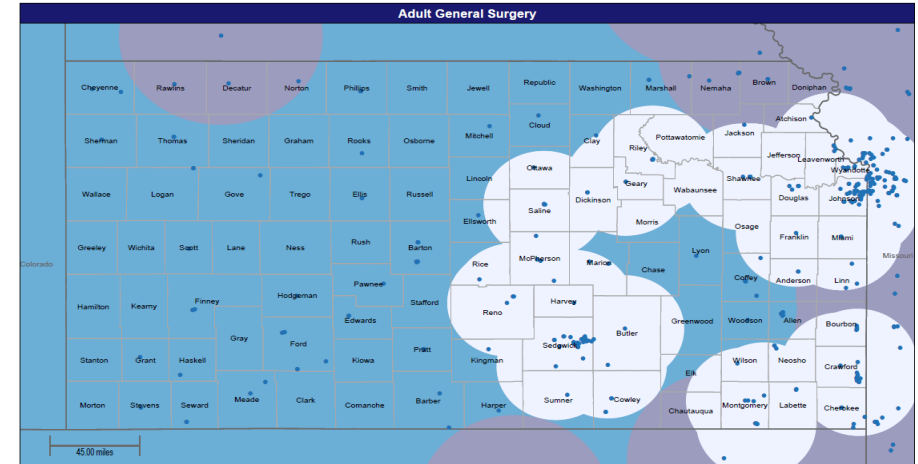 Adult General Surgery
Cheyenne Rawlins Decatur Norton Phillips Smith Jewell Republic Washington Marshall Nemaha Brown Doniphan
Atchison
Sherman Thomas Sheridan Graham Rooks Osborne Mitchell Cloud Clay Riley Pottawatomie Jackson
Jefferson Leavenworth
Wallace Logan Gove Trego Ellis Russell Lincoln Ottawa Geary Wabaunsee Shawnee Wyandotte
Saline Dickinson Douglas Johnson
Ellsworth Morris Osage
Greeley Wichita Scott Lane Ness Rush Barton McPherson Marion Lyon Franklin Miami
Colorado Rice Chase Missouri
Hamilton Kearny Finney Hodgeman Pawnee Stafford Reno Harvey Coffey Anderson Linn
Gray Ford Edwards Sedgwick Butler Greenwood Woodson Allen Bourbon
Stanton Grant Haskell Kiowa Pratt Kingman Elk Wilson Neosho Crawford
Morton Stevens Seward Meade Clark Comanche Barber Harper Sumner Cowley Chautauqua Montgomery Labette Cherokee
45.00 miles